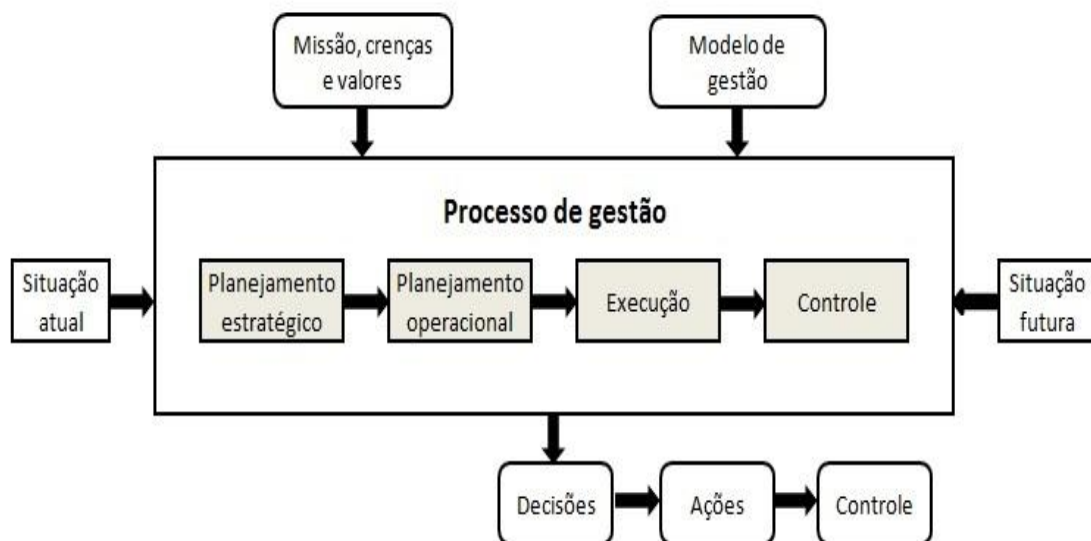 Missão, crenças
e valores
Modelo de
gestão
Processo de gestão
Situação
atual
Planejamento
estratégico
Planejamento
operacional
Execução
Controle
Situação
futura
Decisões
Ações
Controle